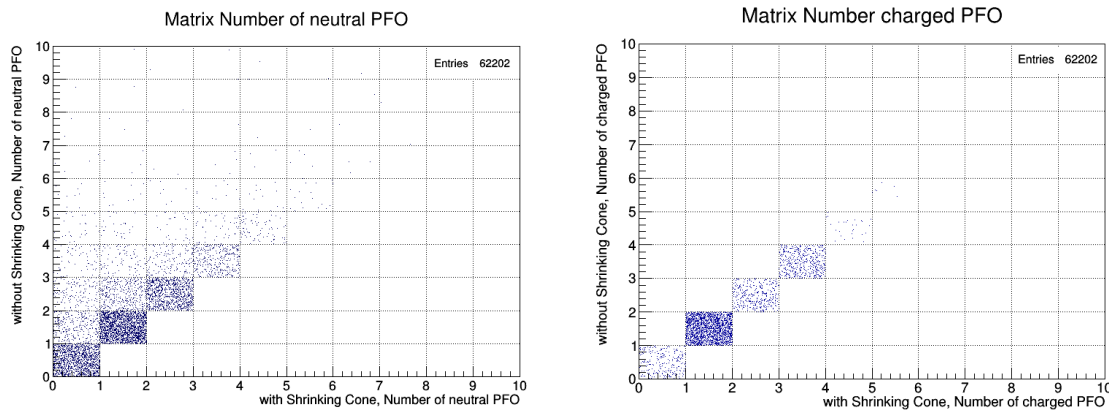 Matrix Number of neutral PFO
without Shrinking Cone, Number of neutral PFO
10
9
8
7
6
5
4
3
2
1
0
Entries 62202
0 1 2 3 4 5 6 7 8 9 10
with Shrinking Cone, Number of neutral PFO
Matrix Number charged PFO
without Shrinking Cone, Number of charged PFO
10
9
8
7
6
5
4
3
2
1
0
Entries 62202
0 1 2 3 4 5 6 7 8 9 10
with Shrinking Cone, Number of charged PFO